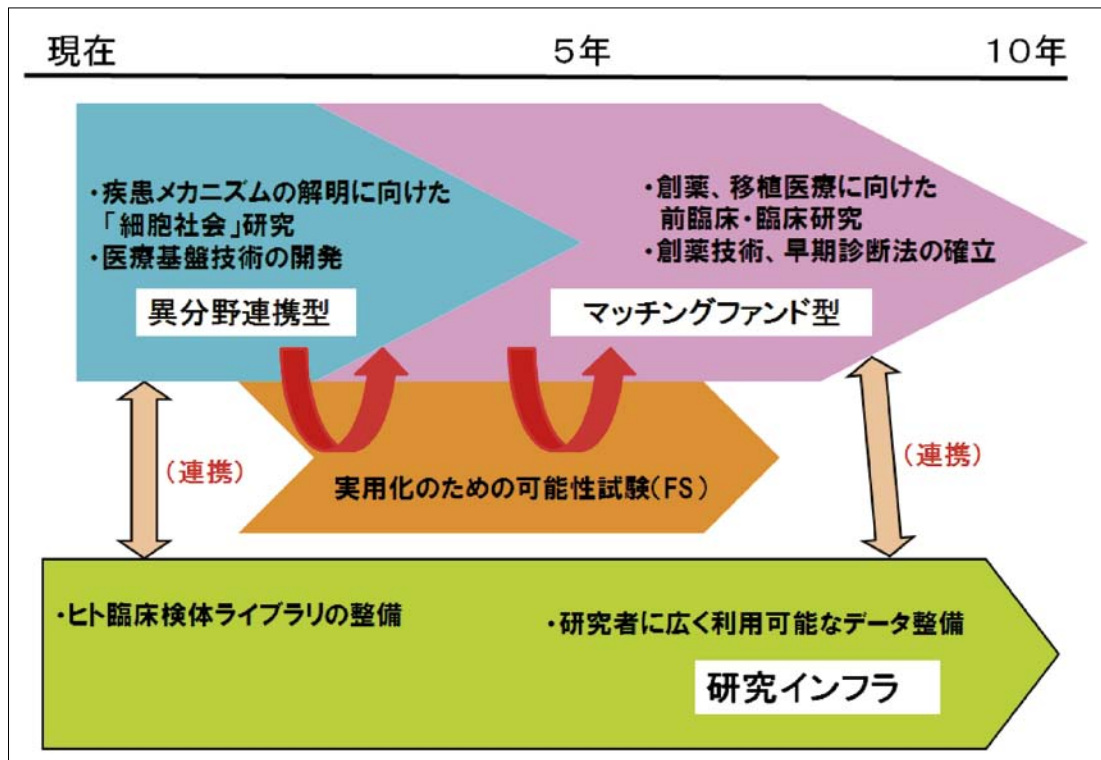 現在 5年 10年
・疾患メカニズムの解明に向けた
「細胞社会」研究
・医療基盤技術の開発
異分野連携型
・創薬、移植医療に向けた
前臨床・臨床研究
・創薬技術、早期診断法の確立
マッチングファンド型
(連携)
実用化のための可能性試験(FS)
(連携)
・ヒト臨床検体ライブラリの整備
・研究者に広く利用可能なデータ整備
研究インフラ